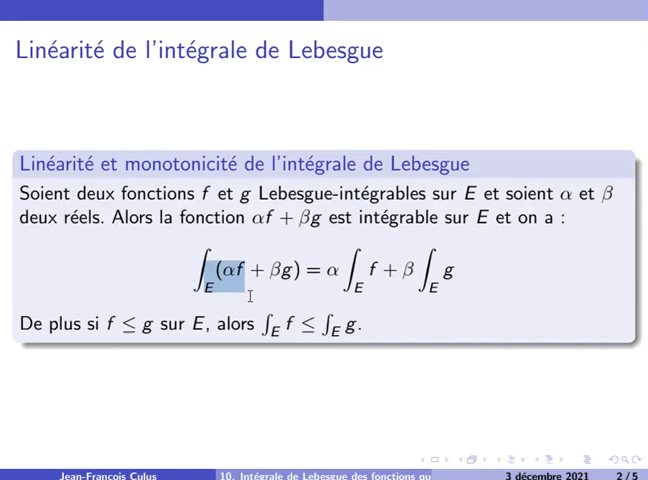 Linéarité de l'intégrale de Lebesgue
Linéarité et monotonicité de l'intégrale de Lebesgue
Soient deux fonctions f et g Lebesgue-intégrables sur E et soient α et β
deux réels. Alors la fonction αf + βg est intégrable sur E et on a :
∫_E (αf + βg) = α ∫_E f + β ∫_E g
De plus si f ≤ g sur E, alors ∫_E f ≤ ∫_E g.
Jean-François Culus 10. Intégrale de Lebesgue des fonctions qu 3 décembre 2021 2 / 5